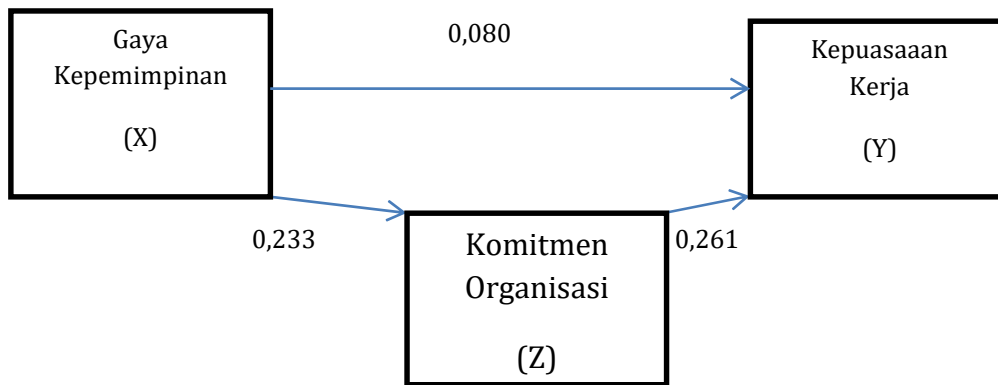 Gaya
Kepemimpinan
(X)
0,080
Kepuasaaan
Kerja
(Y)
0,233
Komitmen
Organisasi
(Z)
0,261